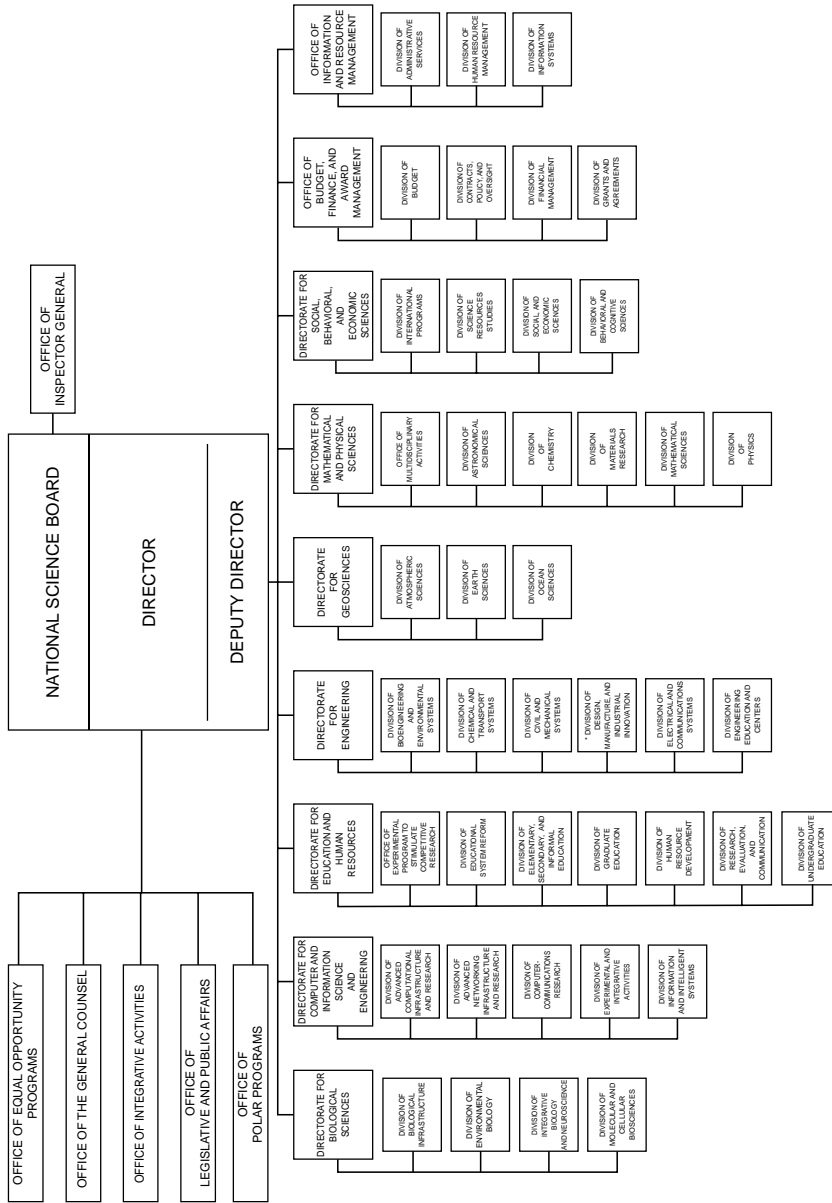 NATIONAL SCIENCE BOARD
DIRECTOR
DEPUTY DIRECTOR
OFFICE OF
INSPECTOR GENERAL
OFFICE OF EQUAL OPPORTUNITY
PROGRAMS
OFFICE OF THE GENERAL COUNSEL
OFFICE OF INTEGRATIVE ACTIVITIES
OFFICE OF
LEGISLATIVE AND PUBLIC AFFAIRS
OFFICE OF
POLAR PROGRAMS
DIRECTORATE FOR
BIOLOGICAL
SCIENCES
DIVISION OF
BIOLOGICAL
INFRASTRUCTURE
DIVISION OF
ENVIRONMENTAL
BIOLOGY
DIVISION OF
INTEGRATIVE
BIOLOGY
AND NEUROSCIENCE
DIVISION OF
MOLECULAR AND
CELLULAR
BIOSCIENCES
DIRECTORATE FOR
COMPUTER AND
INFORMATION
SCIENCE
AND
ENGINEERING
DIVISION OF
ADVANCED
COMPUTATIONAL
INFRASTRUCTURE
AND RESEARCH
DIVISION OF
ADVANCED
NETWORKING
INFRASTRUCTURE
AND RESEARCH
DIVISION OF
COMPUTER-
COMMUNICATIONS
RESEARCH
DIVISION OF
EXPERIMENTAL AND
INTEGRATIVE
ACTIVITIES
DIVISION OF
INFORMATION
AND INTELLIGENT
SYSTEMS
DIRECTORATE FOR
EDUCATION AND
HUMAN
RESOURCES
OFFICE OF
EXPERIMENTAL
PROGRAM TO
STIMULATE
COMPETITIVE
RESEARCH
DIVISION OF
EDUCATIONAL
SYSTEM REFORM
DIVISION OF
ELEMENTARY,
SECONDARY, AND
INFORMAL
EDUCATION
DIVISION OF
GRADUATE
EDUCATION
DIVISION OF
HUMAN
RESOURCE
DEVELOPMENT
DIVISION OF
RESEARCH,
EVALUATION,
AND
COMMUNICATION
DIVISION OF
UNDERGRADUATE
EDUCATION
DIRECTORATE
FOR
ENGINEERING
DIVISION OF
BIOENGINEERING
AND
ENVIRONMENTAL
SYSTEMS
DIVISION OF
CHEMICAL AND
TRANSPORT
SYSTEMS
DIVISION OF
CIVIL AND
MECHANICAL
SYSTEMS
* DIVISION OF
DESIGN,
MANUFACTURE, AND
INDUSTRIAL
INNOVATION
DIVISION OF
ELECTRICAL AND
COMMUNICATIONS
SYSTEMS
DIVISION OF
ENGINEERING
EDUCATION AND
CENTERS
DIRECTORATE
FOR
GEOSCIENCES
DIVISION OF
ATMOSPHERIC
SCIENCES
DIVISION OF
EARTH
SCIENCES
DIVISION OF
OCEAN
SCIENCES
DIRECTORATE FOR
MATHEMATICAL
AND PHYSICAL
SCIENCES
OFFICE OF
MULTIDISCIPLINARY
ACTIVITIES
DIVISION OF
ASTRONOMICAL
SCIENCES
DIVISION
OF
CHEMISTRY
DIVISION
OF
MATERIALS
RESEARCH
DIVISION OF
MATHEMATICAL
SCIENCES
DIVISION
OF
PHYSICS
DIRECTORATE FOR
SOCIAL,
BEHAVIORAL,
AND
ECONOMIC
SCIENCES
DIVISION OF
INTERNATIONAL
PROGRAMS
DIVISION OF
SCIENCE
RESOURCES
STUDIES
DIVISION OF
SOCIAL, AND
ECONOMIC
SCIENCES
DIVISION OF
BEHAVIORAL AND
COGNITIVE
SCIENCES
OFFICE OF
BUDGET,
FINANCE, AND
AWARD
MANAGEMENT
DIVISION OF
BUDGET
DIVISION OF
CONTRACTS,
POLICY, AND
OVERSIGHT
DIVISION OF
FINANCIAL
MANAGEMENT
DIVISION OF
GRANTS AND
AGREEMENTS
OFFICE OF
INFORMATION
AND RESOURCE
MANAGEMENT
DIVISION OF
ADMINISTRATIVE
SERVICES
DIVISION OF
HUMAN RESOURCE
MANAGEMENT
DIVISION OF
INFORMATION
SYSTEMS